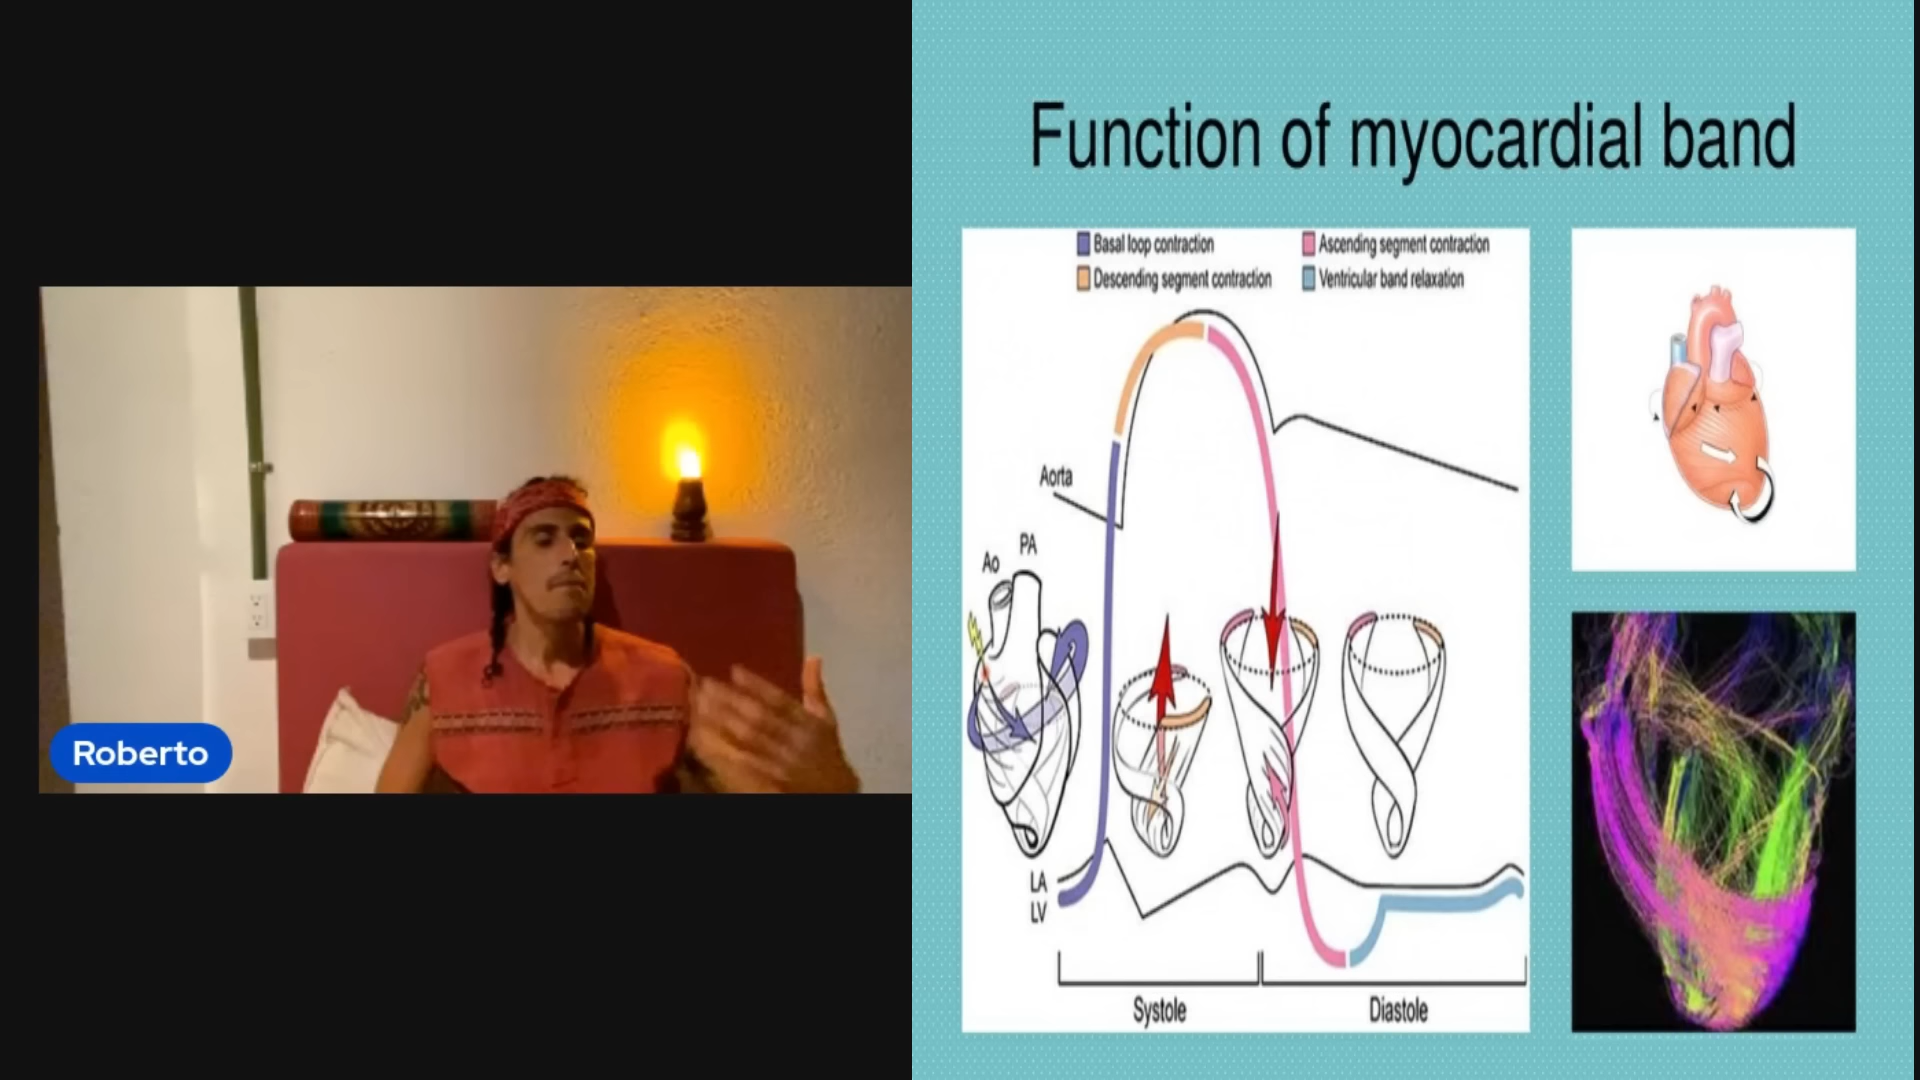 Roberto
Function of myocardial band
Basal loop contraction
Ascending segment contraction
Descending segment contraction
Ventricular band relaxation
Aorta
PA
Ao
LA
LV
Systole
Diastole